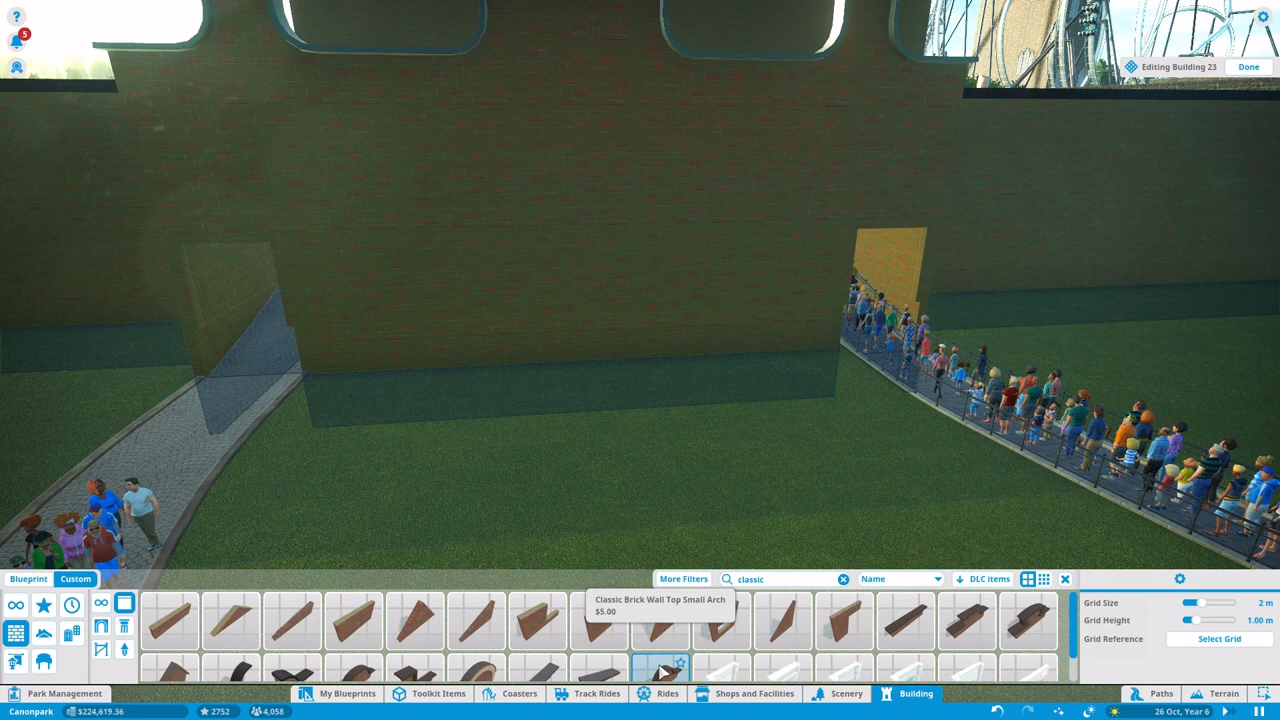 5
Editing Building 23
Done
Blueprint
Custom
More Filters
classic
Name
DLC items
Classic Brick Wall Top Small Arch
$5.00
Grid Size
2 m
Grid Height
1.00 m
Grid Reference
Select Grid
Park Management
My Blueprints
Toolkit Items
Coasters
Track Rides
Rides
Shops and Facilities
Scenery
Building
Paths
Terrain
Canonpark
$224,619.36
2752
4,058
26 Oct, Year 6